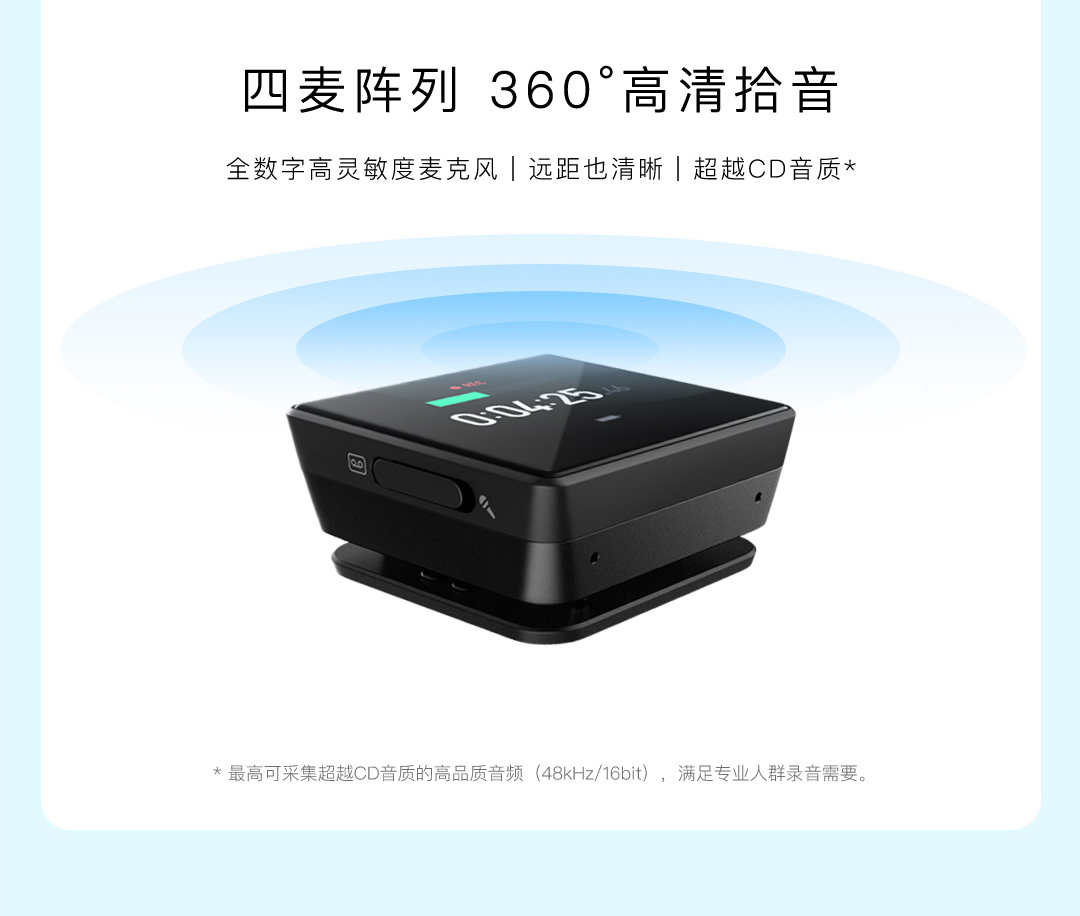 四麦阵列 360°高清拾音
全数字高灵敏度麦克风 | 远距也清晰 | 超越CD音质*
REC
0:04:25.46
* 最高可采集超越CD音质的高品质音频（48kHz/16bit），满足专业人群录音需要。